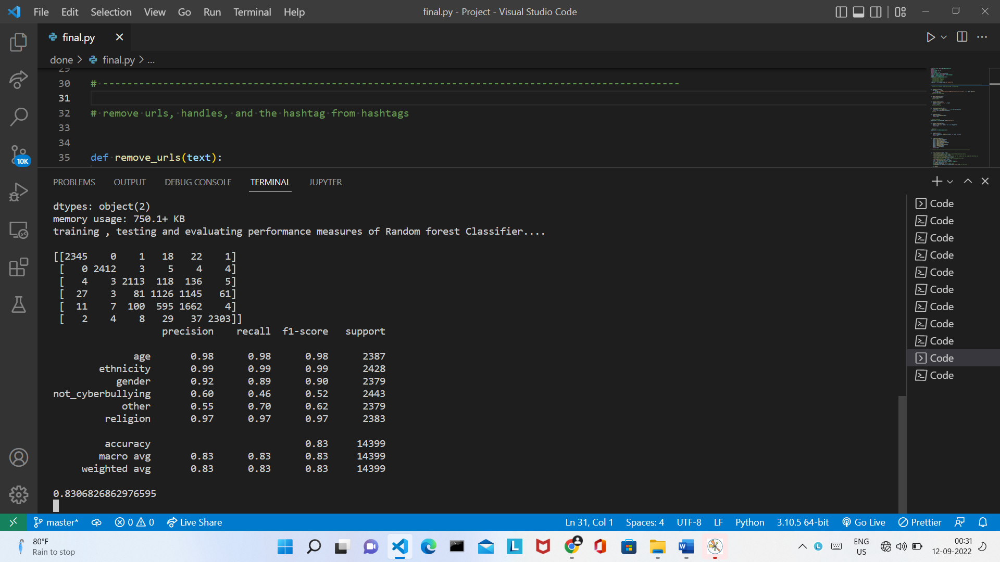 File Edit Selection View Go Run Terminal Help
final.py - Project - Visual Studio Code
final.py
done > final.py > ...
29
30 # ------------------------------------------------------------------------------------------------
31
32 # remove urls, handles, and the hashtag from hashtags
33
34
35 def remove_urls(text):
10K
PROBLEMS OUTPUT DEBUG CONSOLE TERMINAL JUPYTER
dtypes: object(2)
memory usage: 750.1+ KB
training , testing and evaluating performance measures of Random forest Classifier....
[[2345 0 1 18 22 1]
[ 0 2412 3 5 4 4]
[ 4 3 2113 118 136 5]
[ 27 3 81 1126 1145 61]
[ 11 7 100 595 1662 4]
[ 2 4 8 29 37 2303]]
precision recall f1-score support
age 0.98 0.98 0.98 2387
ethnicity 0.99 0.99 0.99 2428
gender 0.92 0.89 0.90 2379
not_cyberbullying 0.60 0.46 0.52 2443
other 0.55 0.70 0.62 2379
religion 0.97 0.97 0.97 2383
accuracy 0.83 14399
macro avg 0.83 0.83 0.83 14399
weighted avg 0.83 0.83 0.83 14399
0.8306826862976595
Code
Code
Code
Code
Code
Code
Code
Code
Code
Code
Code
master* 0 0 Live Share Ln 31, Col 1 Spaces: 4 UTF-8 LF Python 3.10.5 64-bit Go Live Prettier
80°F
Rain to stop
ENG
US
00:31
12-09-2022